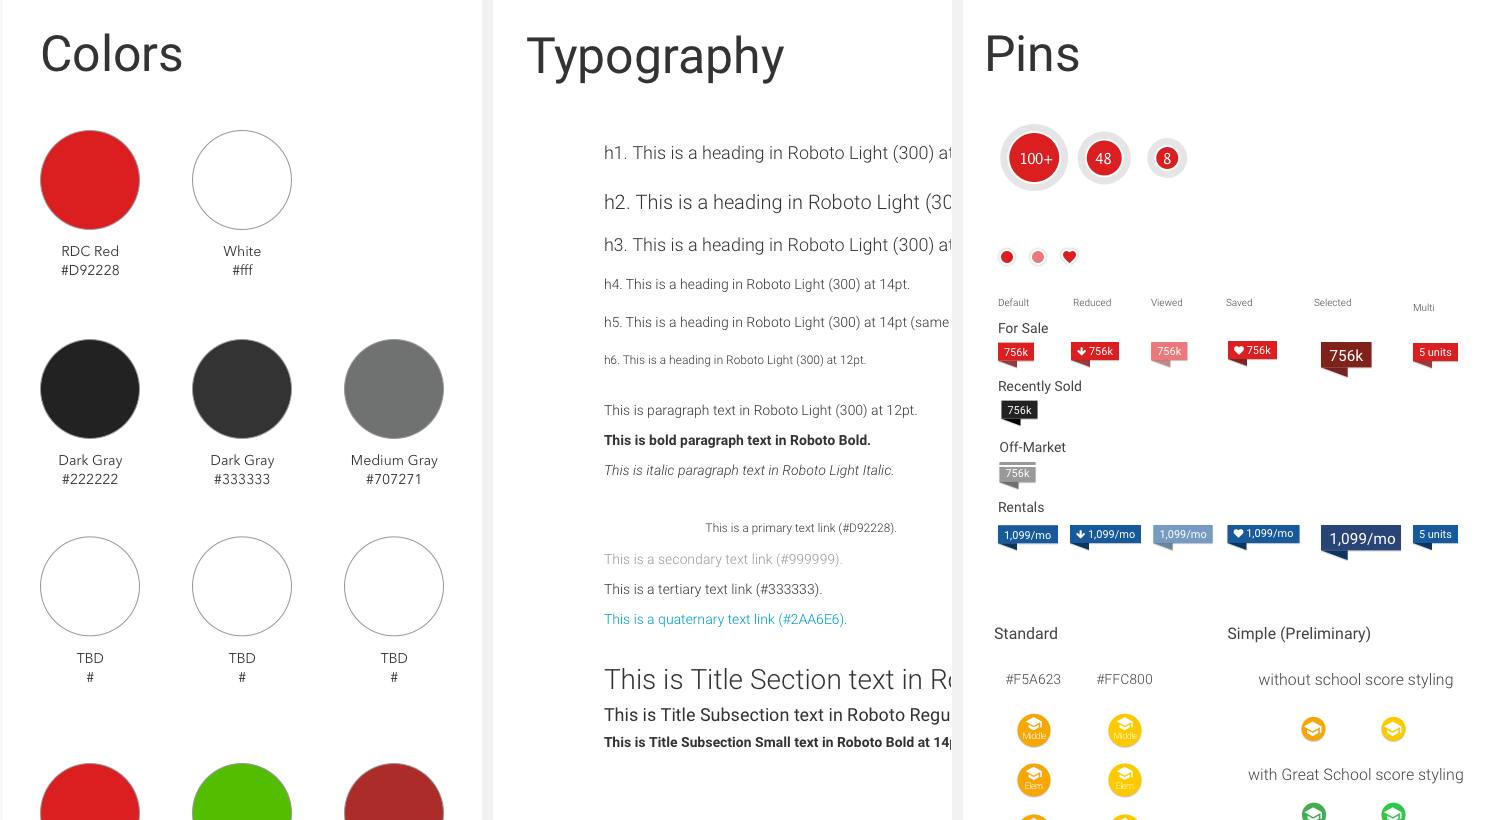 Colors
RDC Red
#D92228
White
#fff
Dark Gray
#222222
Dark Gray
#333333
Medium Gray
#707271
TBD
#
TBD
#
TBD
#
Typography
h1. This is a heading in Roboto Light (300) at
h2. This is a heading in Roboto Light (30
h3. This is a heading in Roboto Light (300) at
h4. This is a heading in Roboto Light (300) at 14pt.
h5. This is a heading in Roboto Light (300) at 14pt (same
h6. This is a heading in Roboto Light (300) at 12pt.
This is paragraph text in Roboto Light (300) at 12pt.
This is bold paragraph text in Roboto Bold.
This is italic paragraph text in Roboto Light Italic.
This is a primary text link (#D92228).
This is a secondary text link (#999999).
This is a tertiary text link (#333333).
This is a quaternary text link (#2AA6E6).
This is Title Section text in Ro
This is Title Subsection text in Roboto Regu
This is Title Subsection Small text in Roboto Bold at 14p
Pins
100+ 48 8
Default Reduced Viewed Saved Selected Multi
For Sale
756k 756k 756k 756k 756k 5 units
Recently Sold
756k
Off-Market
756k
Rentals
1,099/mo 1,099/mo 1,099/mo 1,099/mo 1,099/mo 5 units
Standard
#F5A623 #FFC800
Middle Middle
Elem. Elem.
Simple (Preliminary)
without school score styling
with Great School score styling